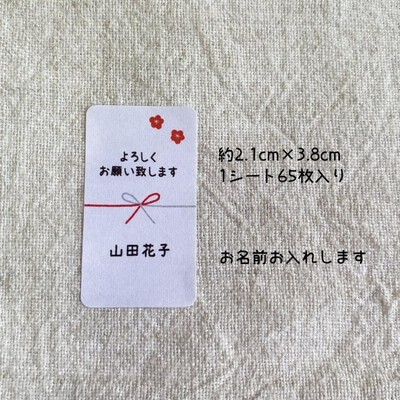 よろしく
お願い致します
山田花子
約2.1cm×3.8cm
1シート65枚入り
お名前お入れします